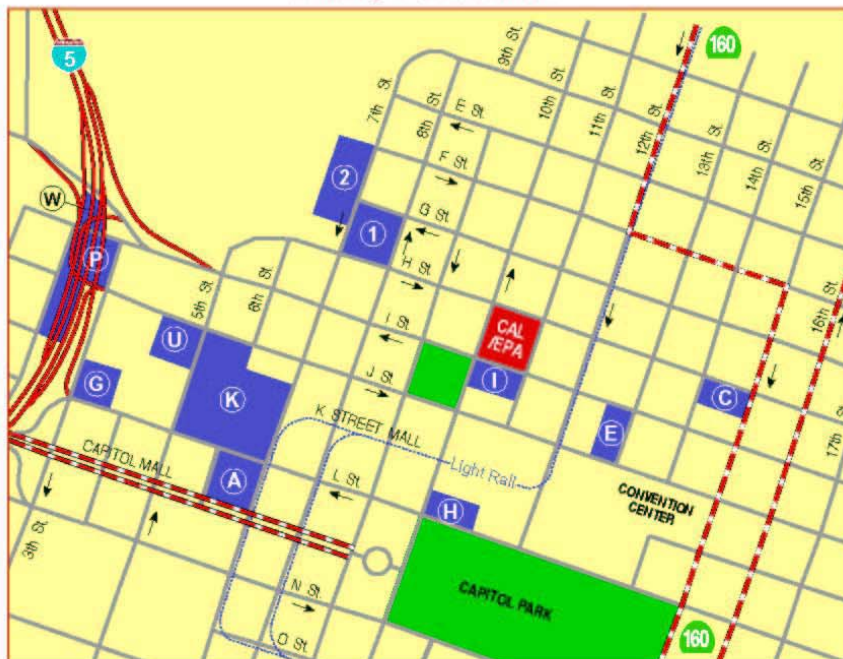 5
160
9th St.
7th St.
8th St.
E St.
10th St.
11th St.
12th St.
13th St.
14th St.
15th St.
F St.
2
W
G St.
1
P
H St.
5th St.
6th St.
I St.
16th St.
CAL
/EPA
U
J St.
I
G
K
C
K STREET MALL
E
17th St.
CAPITOL MALL
Light Rail
A
L St.
CONVENTION
CENTER
H
3th St.
N St.
CAPITOL PARK
O St.
160